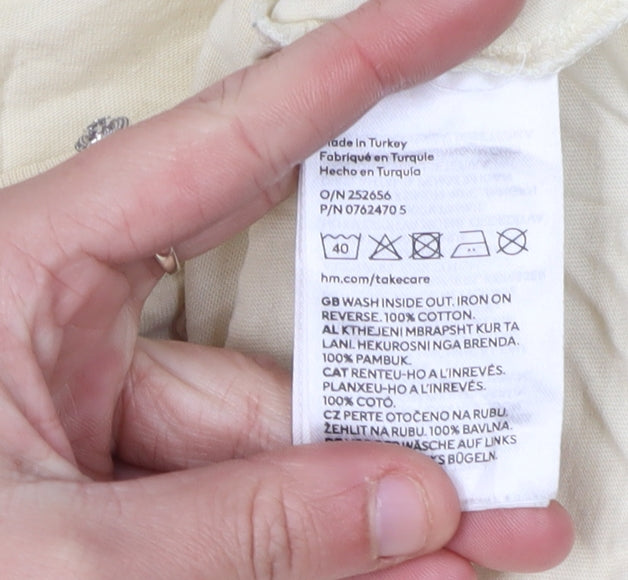 ade in Turkey
Fabriqué en Turquie
Hecho en Turquía
O/N 252656
P/N 0762470 5
40
hm.com/takecare
GB WASH INSIDE OUT. IRON ON
REVERSE. 100% COTTON.
AL KTHEJENI MBRAPSHT KUR TA
LANI. HEKUROSNI NGA BRENDA.
100% PAMBUK.
CAT RENTEU-HO A L'INREVÉS.
PLANXEU-HO A L'INREVÉS.
100% COTÓ.
CZ PERTE OTOČENO NA RUBU.
ŽEHLIT NA RUBU. 100% BAVLNA.
WÄSCHE AUF LINKS
S BÜGELN.